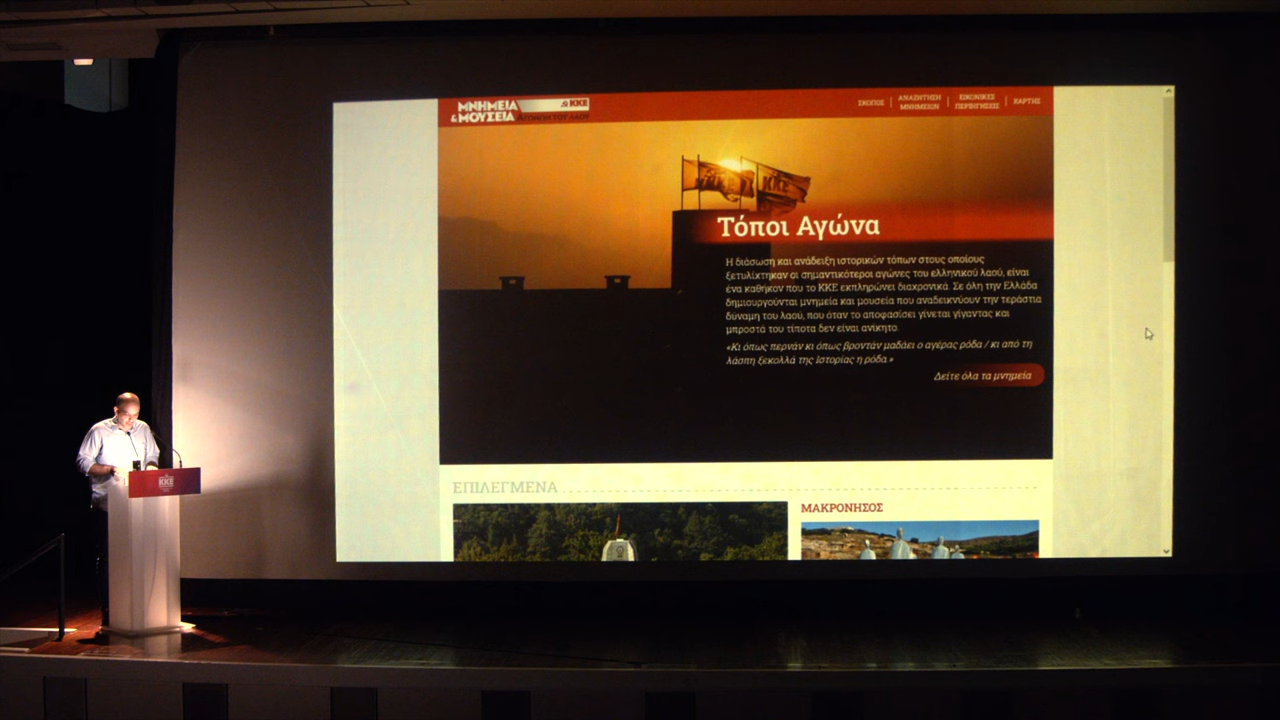 ΜΝΗΜΕΙΑ
& ΜΟΥΣΕΙΑ
ΑΓΩΝΩΝ ΤΟΥ ΛΑΟΥ
ΚΚΕ
ΣΚΟΠΟΣ
ΑΝΑΖΗΤΗΣΗ
ΜΝΗΜΕΙΩΝ
ΕΙΚΟΝΙΚΕΣ
ΠΕΡΙΗΓΗΣΕΙΣ
ΧΑΡΤΗΣ
ΚΚΕ
Τόποι Αγώνα
Η διάσωση και ανάδειξη ιστορικών τόπων στους οποίους
ξετυλίχτηκαν οι σημαντικότεροι αγώνες του ελληνικού λαού, είναι
ένα καθήκον που το ΚΚΕ εκπληρώνει διαχρονικά. Σε όλη την Ελλάδα
δημιουργούνται μνημεία και μουσεία που αναδεικνύουν την τεράστια
δύναμη του λαού, που όταν το αποφασίσει γίνεται γίγαντας και
μπροστά του τίποτα δεν είναι ανίκητο.
«Κι όπως περνάν κι όπως βροντάν μαδάει ο αγέρας ρόδα / κι από τη
λάσπη ξεκολλά της Ιστορίας η ρόδα.»
Δείτε όλα τα μνημεία
ΕΠΙΛΕΓΜΕΝΑ
ΜΑΚΡΟΝΗΣΟΣ
ΚΚΕ